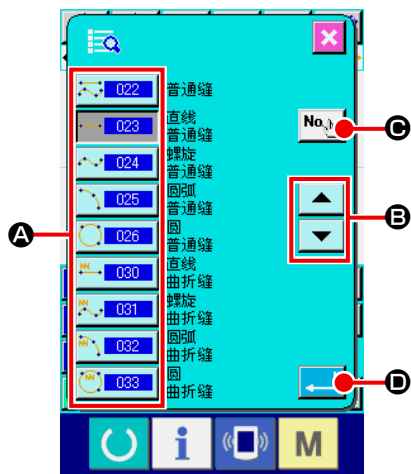 022 普通缝
023 直线
普通缝
No.
C
024 螺旋
普通缝
025 圆弧
普通缝
B
A
026 圆
普通缝
030 直线
曲折缝
031 螺旋
曲折缝
032 圆弧
曲折缝
033 圆
曲折缝
D
i
M